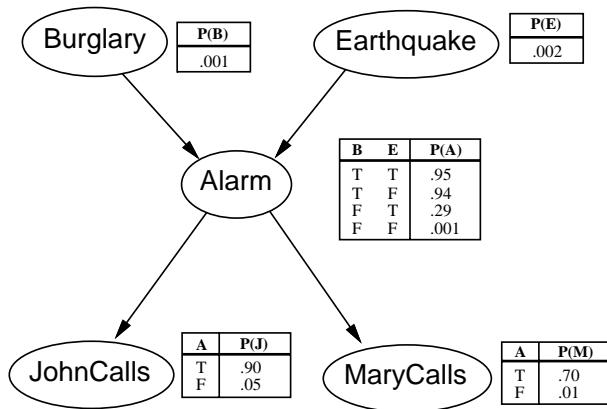 Burglary
P(B)
.001
Earthquake
P(E)
.002
Alarm
B E P(A)
T T .95
T F .94
F T .29
F F .001
JohnCalls
A P(J)
T .90
F .05
MaryCalls
A P(M)
T .70
F .01